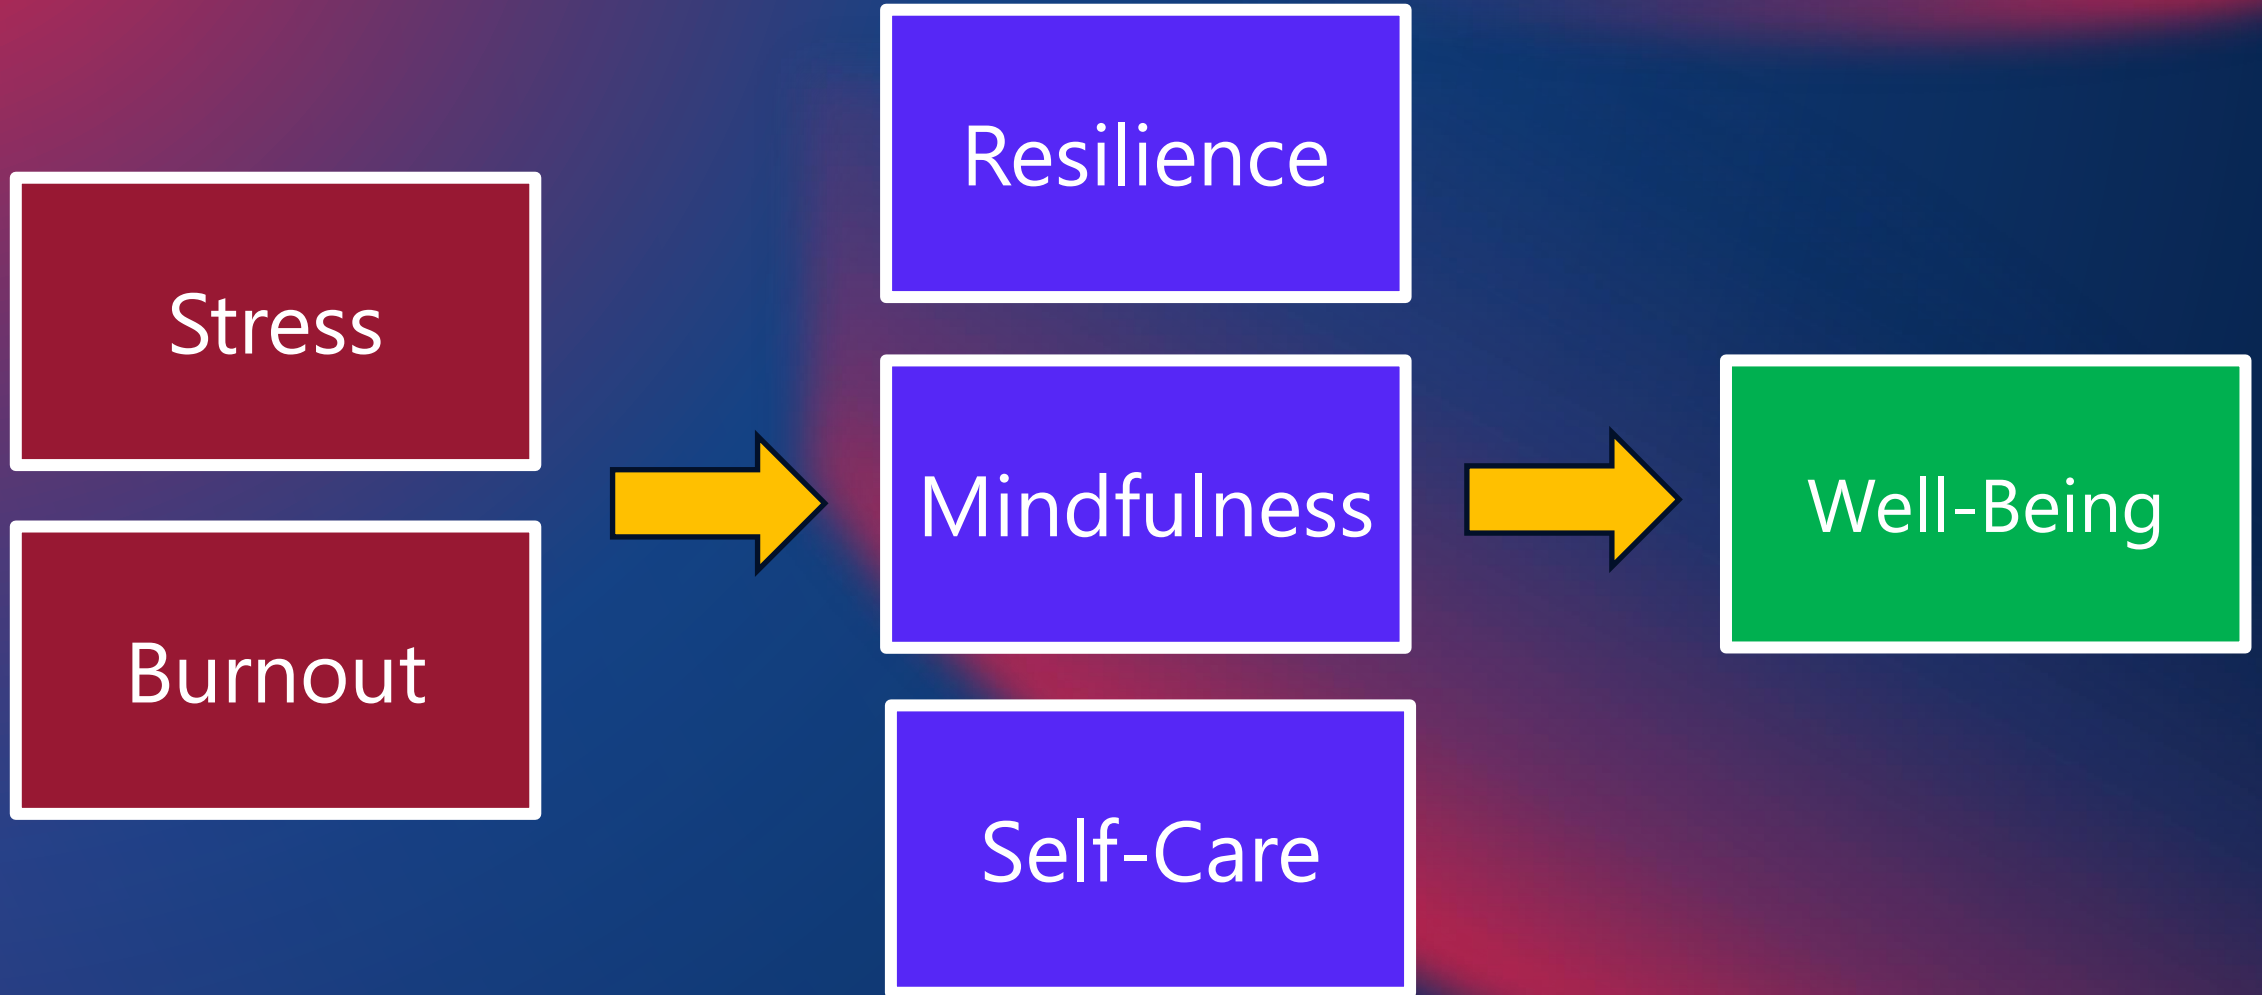 Stress
Burnout
Resilience
Mindfulness
Self-Care
Well-Being